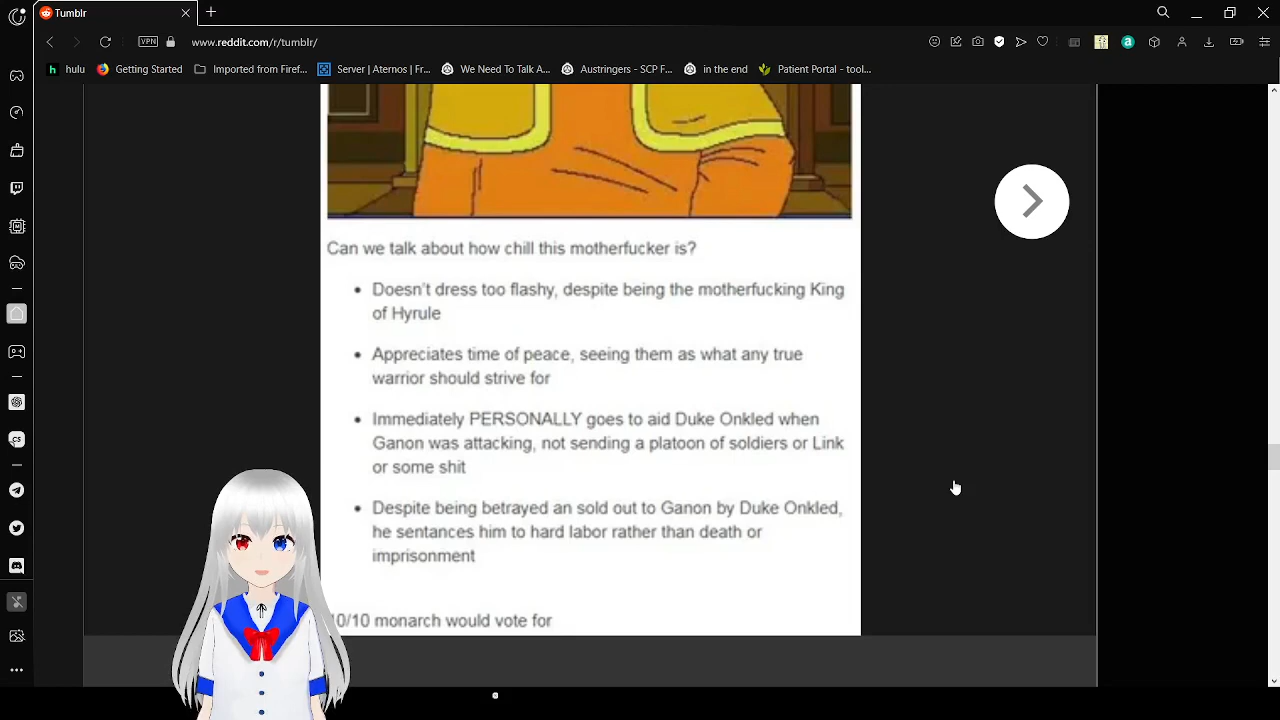 Tumblr
www.reddit.com/r/tumblr/
VPN
hulu
Getting Started
Imported from Firef...
Server | Aternos | Fr...
We Need To Talk A...
Austringers - SCP F...
in the end
Patient Portal - tool...
Can we talk about how chill this motherfucker is?
• Doesn't dress too flashy, despite being the motherfucking King
of Hyrule
• Appreciates time of peace, seeing them as what any true
warrior should strive for
• Immediately PERSONALLY goes to aid Duke Onkled when
Ganon was attacking, not sending a platoon of soldiers or Link
or some shit
• Despite being betrayed an sold out to Ganon by Duke Onkled,
he sentances him to hard labor rather than death or
imprisonment
10/10 monarch would vote for